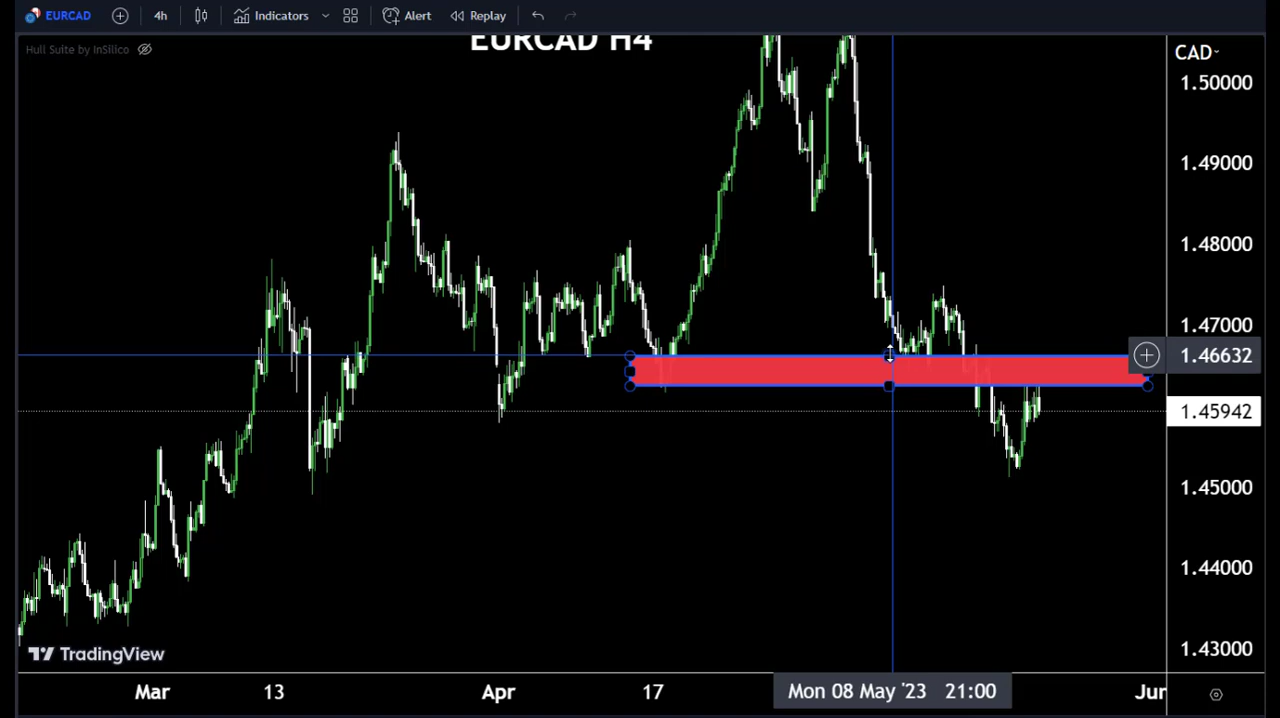 EURCAD 4h Indicators Alert Replay
EURCAD H4
Hull Suite by InSilico
CAD
1.50000
1.49000
1.48000
1.47000
1.46632
1.45942
1.45000
1.44000
1.43000
TradingView
Mar 13 Apr 17 Mon 08 May '23 21:00 Jun